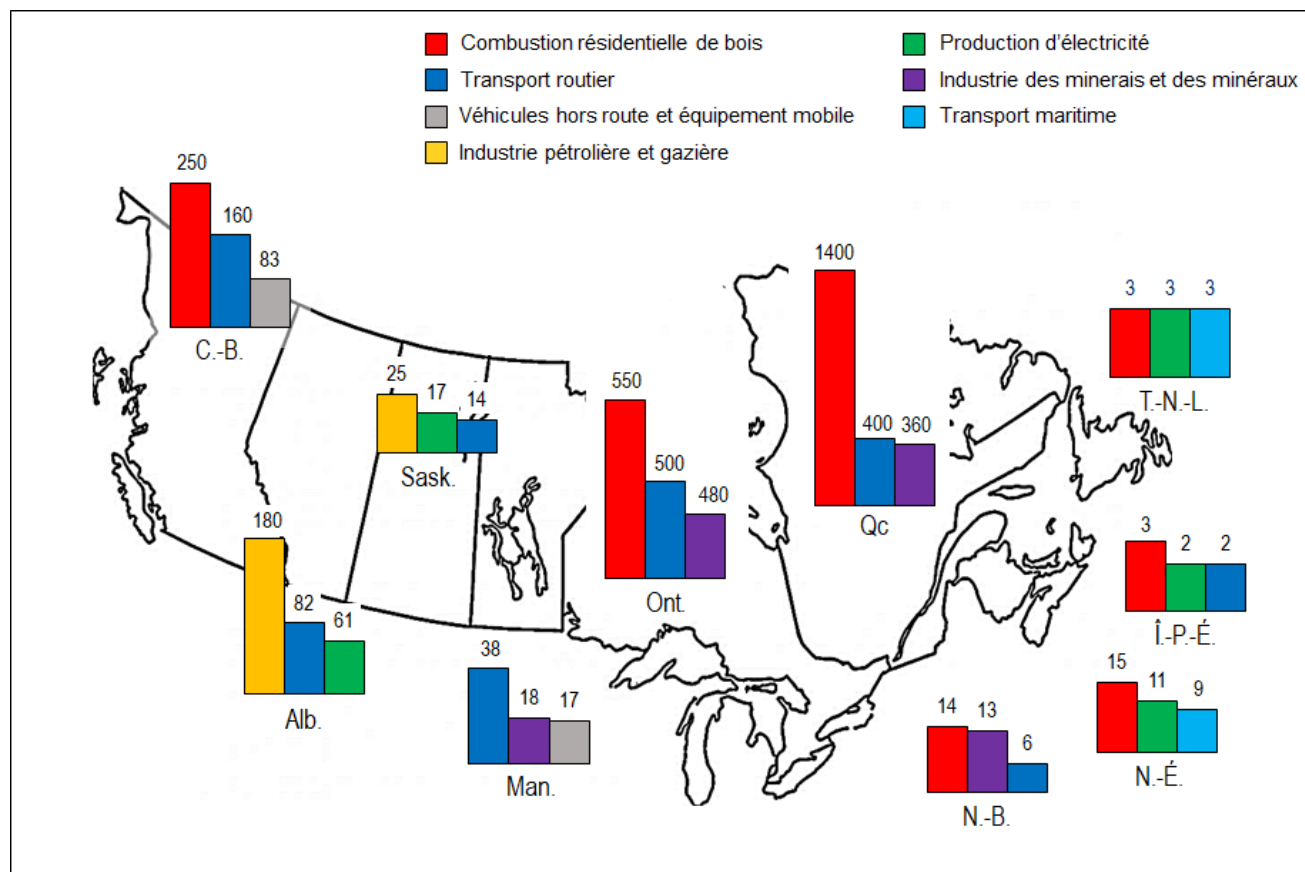 Combustion résidentielle de bois
Production d'électricité
Transport routier
Industrie des minerais et des minéraux
Véhicules hors route et équipement mobile
Transport maritime
Industrie pétrolière et gazière
250
160
83
C.-B.
25
17
14
Sask.
180
82
61
Alb.
38
18
17
Man.
550
500
480
Ont.
1400
400
360
Qc
3 3 3
T.-N.-L.
3 2 2
Î.-P.-É.
15
11
9
N.-É.
14 13
6
N.-B.